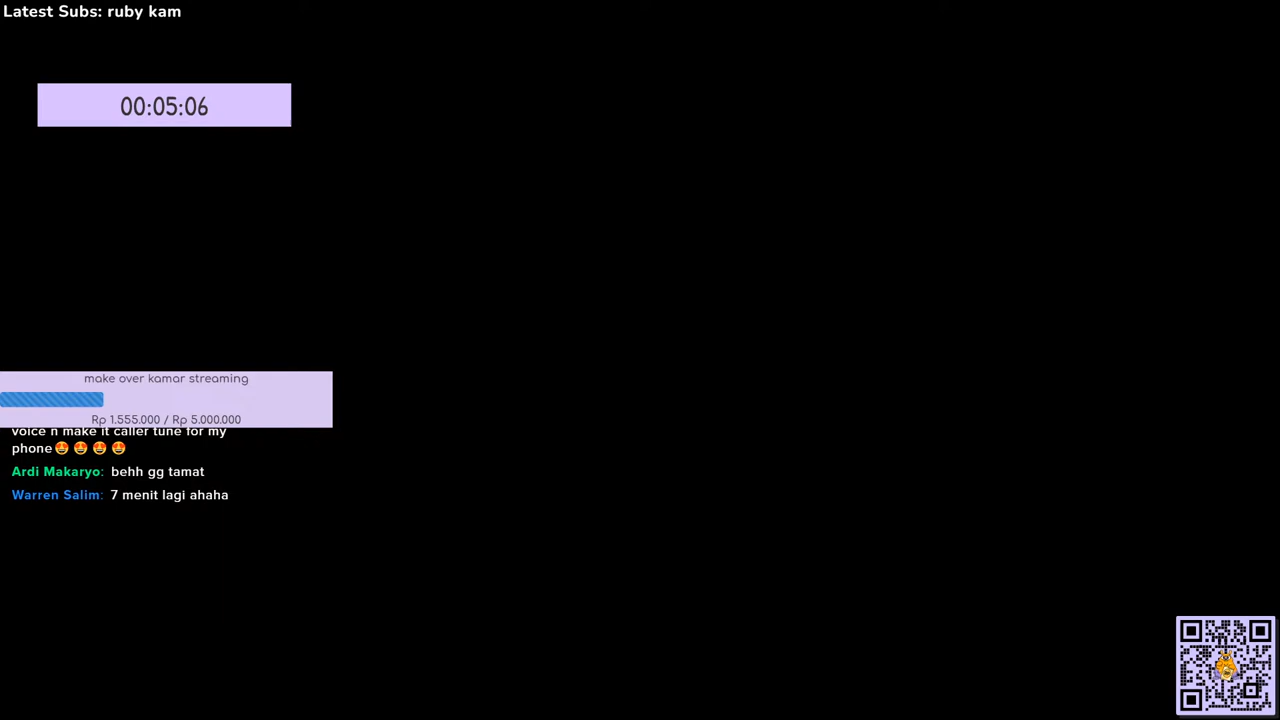 Latest Subs: ruby kam
00:05:06
make over kamar streaming
Rp 1.555.000 / Rp 5.000.000
voice n make it caller tune for my
phone🤩 🤩 🤩 🤩
Ardi Makaryo: behh gg tamat
Warren Salim: 7 menit lagi ahaha